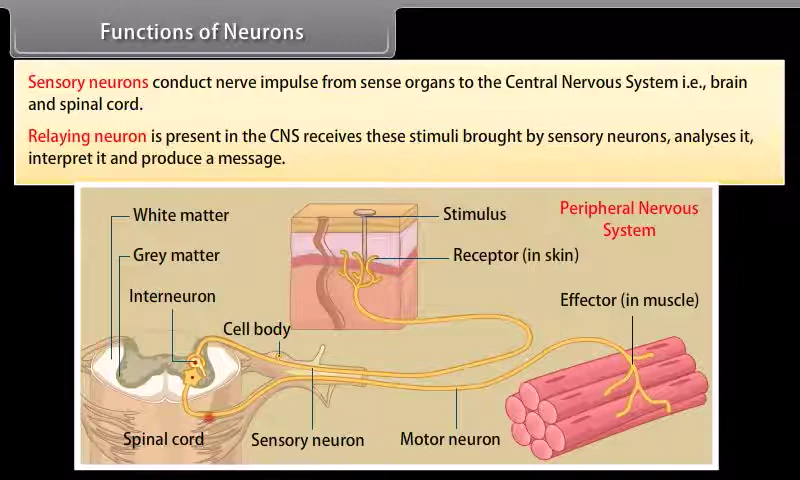 Functions of Neurons
Sensory neurons conduct nerve impulse from sense organs to the Central Nervous System i.e., brain
and spinal cord.
Relaying neuron is present in the CNS receives these stimuli brought by sensory neurons, analyses it,
interpret it and produce a message.
White matter
Stimulus
Peripheral Nervous
System
Grey matter
Receptor (in skin)
Interneuron
Effector (in muscle)
Cell body
Spinal cord
Sensory neuron
Motor neuron